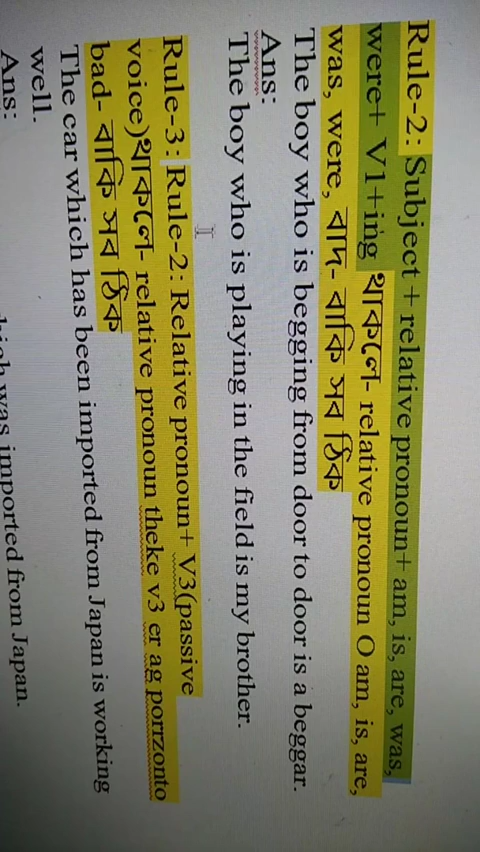 Rule-2: Subject + relative pronoun+ am, is, are, was,
were+ V1+ing থাকলে- relative pronoun O am, is, are,
was, were, বাদ- বাকি সব ঠিক
The boy who is begging from door to door is a beggar.
Ans:
The boy who is playing in the field is my brother.
Rule-3: Rule-2: Relative pronoun+ V3(passive
voice)থাকলে- relative pronoun theke v3 er ag porrzonto
bad- বাকি সব ঠিক
The car which has been imported from Japan is working
well.
Ans:
which was imported from Japan.